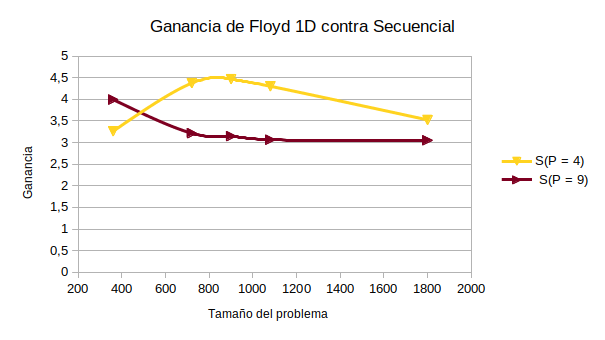 Ganancia de Floyd 1D contra Secuencial
5
4,5
4
3,5
3
2,5
2
1,5
1
0,5
0
Ganancia
200 400 600 800 1000 1200 1400 1600 1800 2000
Tamaño del problema
S(P = 4)
S(P = 9)